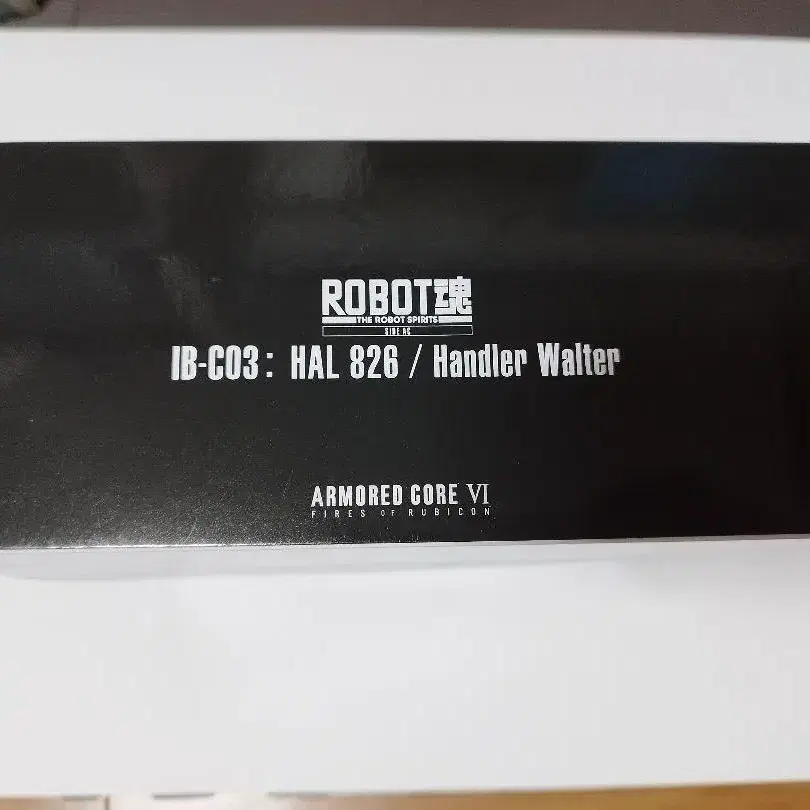 ROBOT魂
THE ROBOT SPIRITS
SIDE AC
IB-C03: HAL 826 / Handler Walter
ARMORED CORE VI
FIRES OF RUBICON